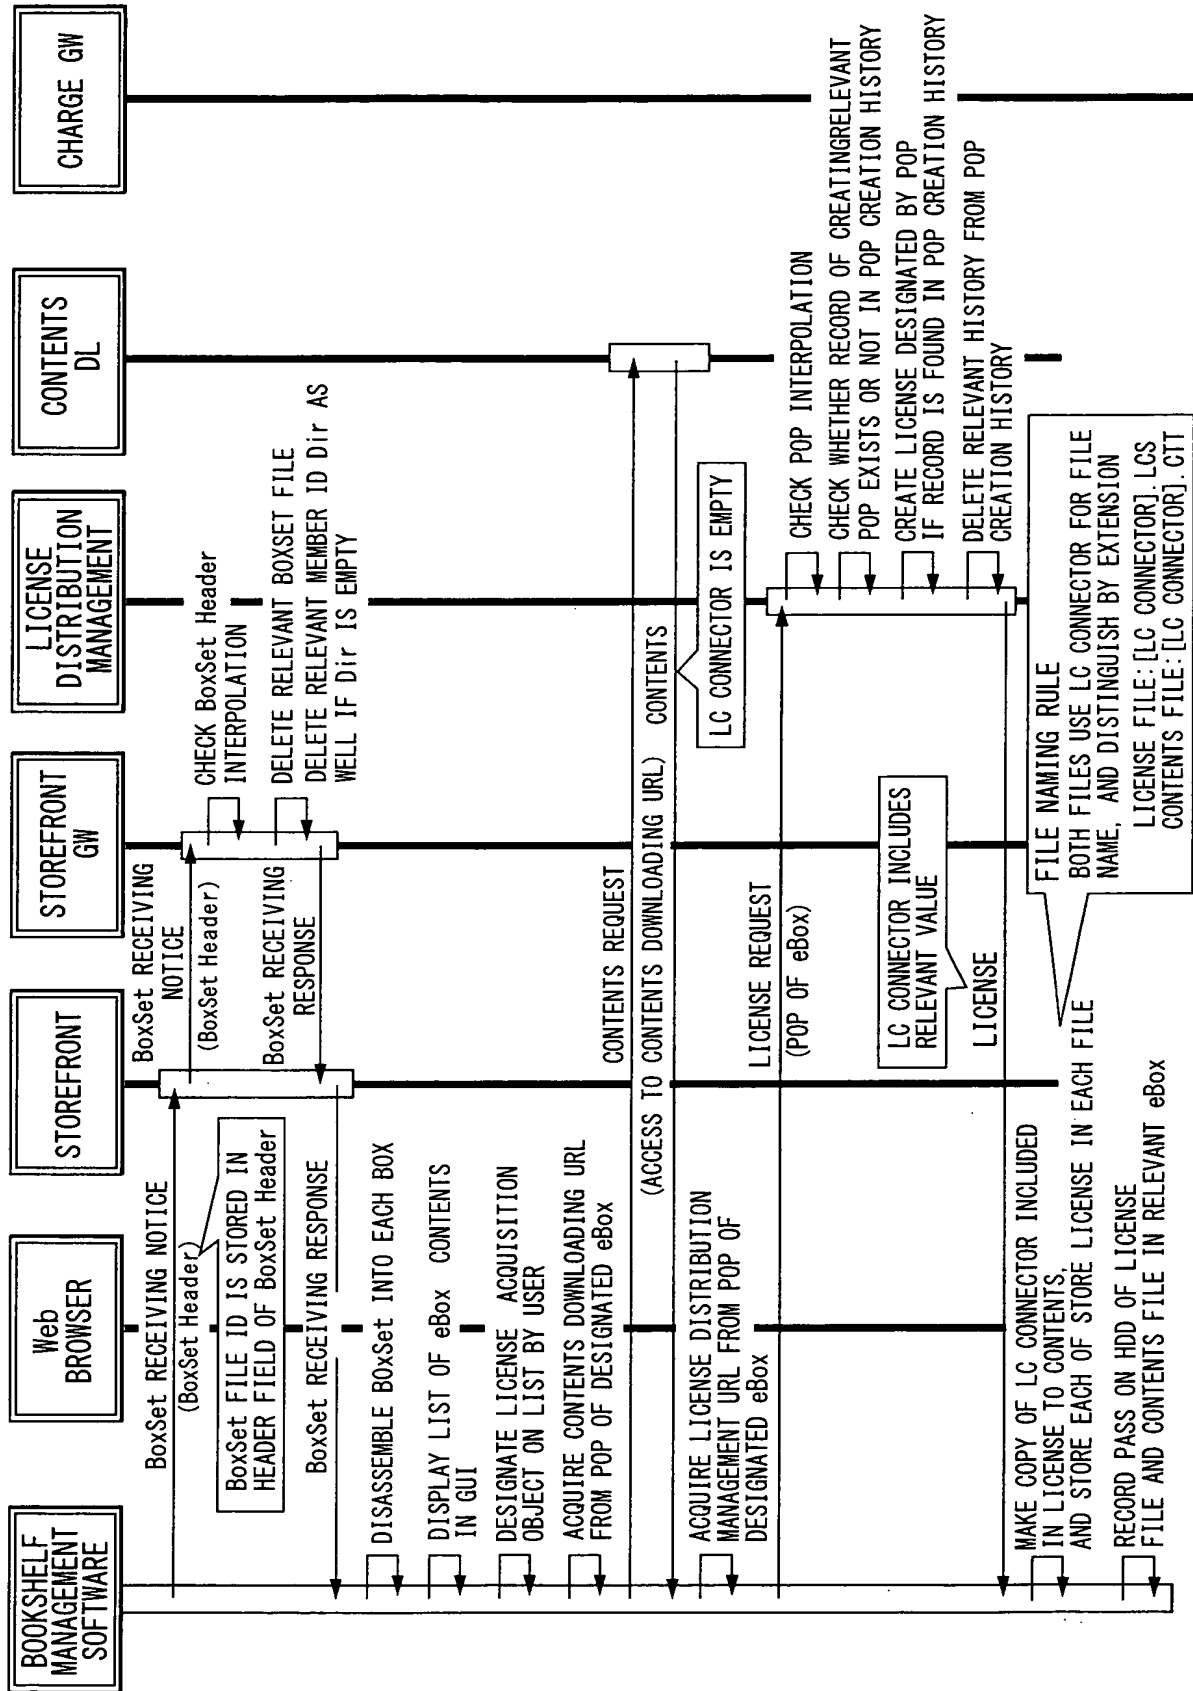 BOOKSHELF
MANAGEMENT
SOFTWARE
Web
BROWSER
STOREFRONT
STOREFRONT
GW
LICENSE
DISTRIBUTION
MANAGEMENT
CONTENTS
DL
CHARGE GW
BoxSet RECEIVING NOTICE
(BoxSet Header)
BoxSet FILE ID IS STORED IN
HEADER FIELD OF BoxSet Header
BoxSet RECEIVING
NOTICE
(BoxSet Header)
CHECK BoxSet Header
INTERPOLATION
DELETE RELEVANT BOXSET FILE
DELETE RELEVANT MEMBER ID Dir AS
WELL IF Dir IS EMPTY
BoxSet RECEIVING
RESPONSE
BoxSet RECEIVING RESPONSE
DISASSEMBLE BOXSET INTO EACH BOX
DISPLAY LIST OF eBox CONTENTS
IN GUI
DESIGNATE LICENSE ACQUISITION
OBJECT ON LIST BY USER
ACQUIRE CONTENTS DOWNLOADING URL
FROM POP OF DESIGNATED eBox
CONTENTS REQUEST
(ACCESS TO CONTENTS DOWNLOADING URL)
CONTENTS
LC CONNECTOR IS EMPTY
ACQUIRE LICENSE DISTRIBUTION
MANAGEMENT URL FROM POP OF
DESIGNATED eBox
LICENSE REQUEST
(POP OF eBox)
CHECK POP INTERPOLATION
CHECK WHETHER RECORD OF CREATINGRELEVANT
POP EXISTS OR NOT IN POP CREATION HISTORY
CREATE LICENSE DESIGNATED BY POP
IF RECORD IS FOUND IN POP CREATION HISTORY
DELETE RELEVANT HISTORY FROM POP
CREATION HISTORY
LC CONNECTOR INCLUDES
RELEVANT VALUE
LICENSE
MAKE COPY OF LC CONNECTOR INCLUDED
IN LICENSE TO CONTENTS,
AND STORE EACH OF STORE LICENSE IN EACH FILE
FILE NAMING RULE
BOTH FILES USE LC CONNECTOR FOR FILE
NAME, AND DISTINGUISH BY EXTENSION
LICENSE FILE:[LC CONNECTOR].LCS
CONTENTS FILE:[LC CONNECTOR].CTT
RECORD PASS ON HDD OF LICENSE
FILE AND CONTENTS FILE IN RELEVANT eBox